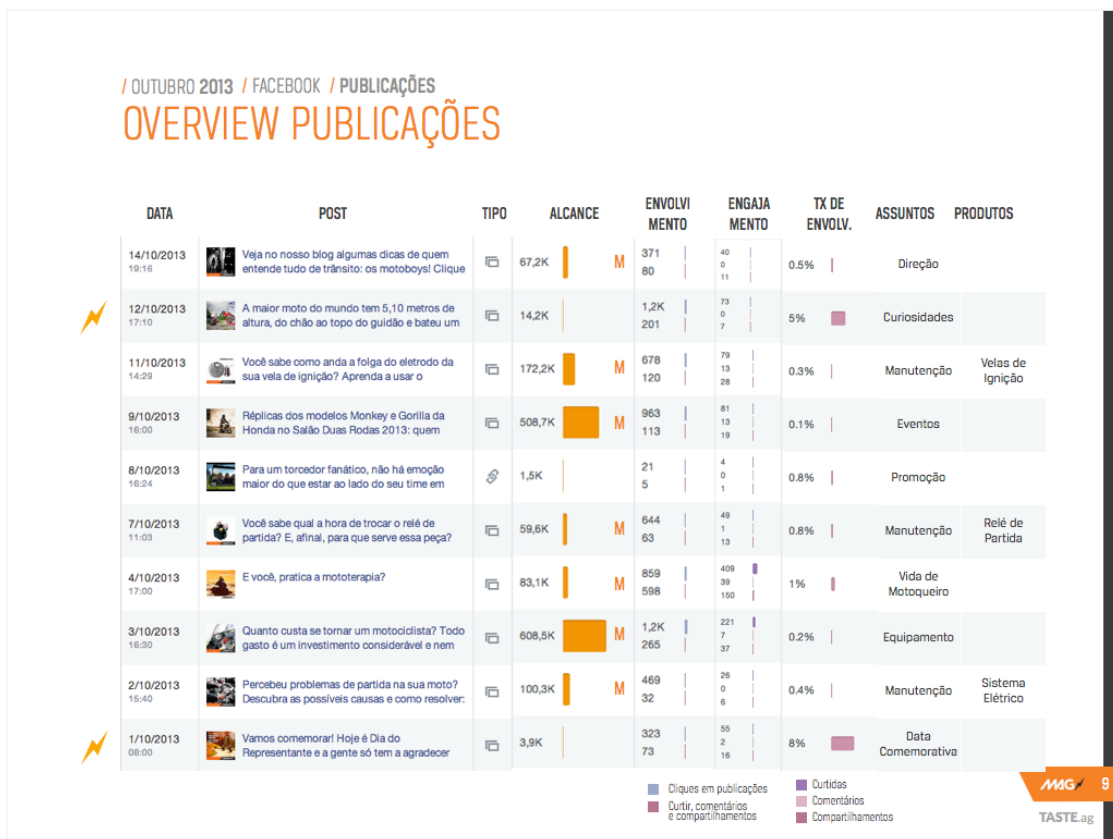 / OUTUBRO 2013 / FACEBOOK / PUBLICAÇÕES
OVERVIEW PUBLICAÇÕES
DATA
POST
TIPO
ALCANCE
ENVOLVI
MENTO
ENGAJA
MENTO
TX DE
ENVOLV.
ASSUNTOS
PRODUTOS
14/10/2013
19:16
Veja no nosso blog algumas dicas de quem
entende tudo de trânsito: os motoboys! Clique
67,2K
M
371
80
40
0
11
0.5%
Direção
12/10/2013
17:10
A maior moto do mundo tem 5,10 metros de
altura, do chão ao topo do guidão e bateu um
14,2K
1,2K
201
73
0
7
5%
Curiosidades
11/10/2013
14:29
Você sabe como anda a folga do eletrodo da
sua vela de ignição? Aprenda a usar o
172,2K
M
678
120
79
13
28
0.3%
Manutenção
Velas de
Ignição
9/10/2013
16:00
Réplicas dos modelos Monkey e Gorilla da
Honda no Salão Duas Rodas 2013: quem
508,7K
M
963
113
81
13
19
0.1%
Eventos
8/10/2013
16:24
Para um torcedor fanático, não há emoção
maior do que estar ao lado do seu time em
1,5K
21
5
4
0
1
0.8%
Promoção
7/10/2013
11:03
Você sabe qual a hora de trocar o relé de
partida? E, afinal, para que serve essa peça?
59,6K
M
644
63
49
1
13
0.8%
Manutenção
Relé de
Partida
4/10/2013
17:00
E você, pratica a mototerapia?
83,1K
M
859
598
409
39
150
1%
Vida de
Motoqueiro
3/10/2013
16:30
Quanto custa se tornar um motociclista? Todo
gasto é um investimento considerável e nem
608,5K
M
1,2K
265
221
7
37
0.2%
Equipamento
2/10/2013
15:40
Percebeu problemas de partida na sua moto?
Descubra as possíveis causas e como resolver:
100,3K
M
469
32
26
0
6
0.4%
Manutenção
Sistema
Elétrico
1/10/2013
08:00
Vamos comemorar! Hoje é Dia do
Representante e a gente só tem a agradecer
3,9K
323
73
55
2
16
8%
Data
Comemorativa
Cliques em publicações
Curtir, comentários
e compartilhamentos
Curtidas
Comentários
Compartilhamentos
MAG
9
TASTE.ag